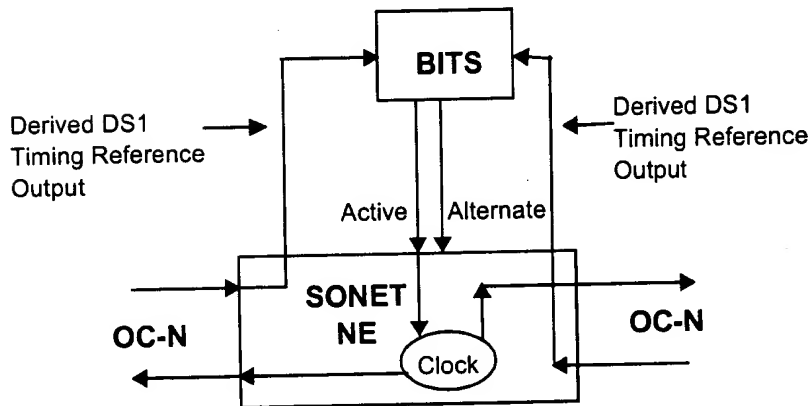 BITS
Derived DS1
Timing Reference
Output
Derived DS1
Timing Reference
Output
Active
Alternate
SONET
NE
OC-N
OC-N
Clock